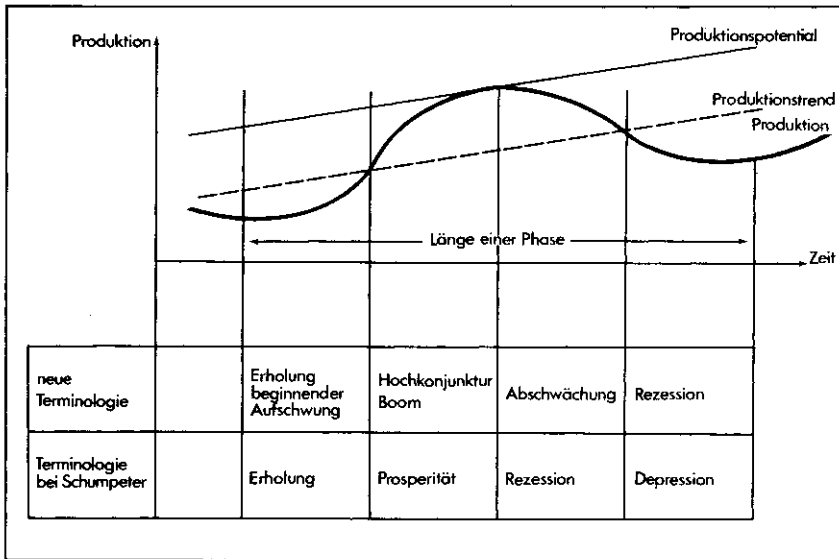 Produktion
Produktionspotential
Produktionstrend
Produktion
Länge einer Phase
Zeit
neue
Terminologie
Erholung
beginnender
Aufschwung
Hochkonjunktur
Boom
Abschwächung
Rezession
Terminologie
bei Schumpeter
Erholung
Prosperität
Rezession
Depression